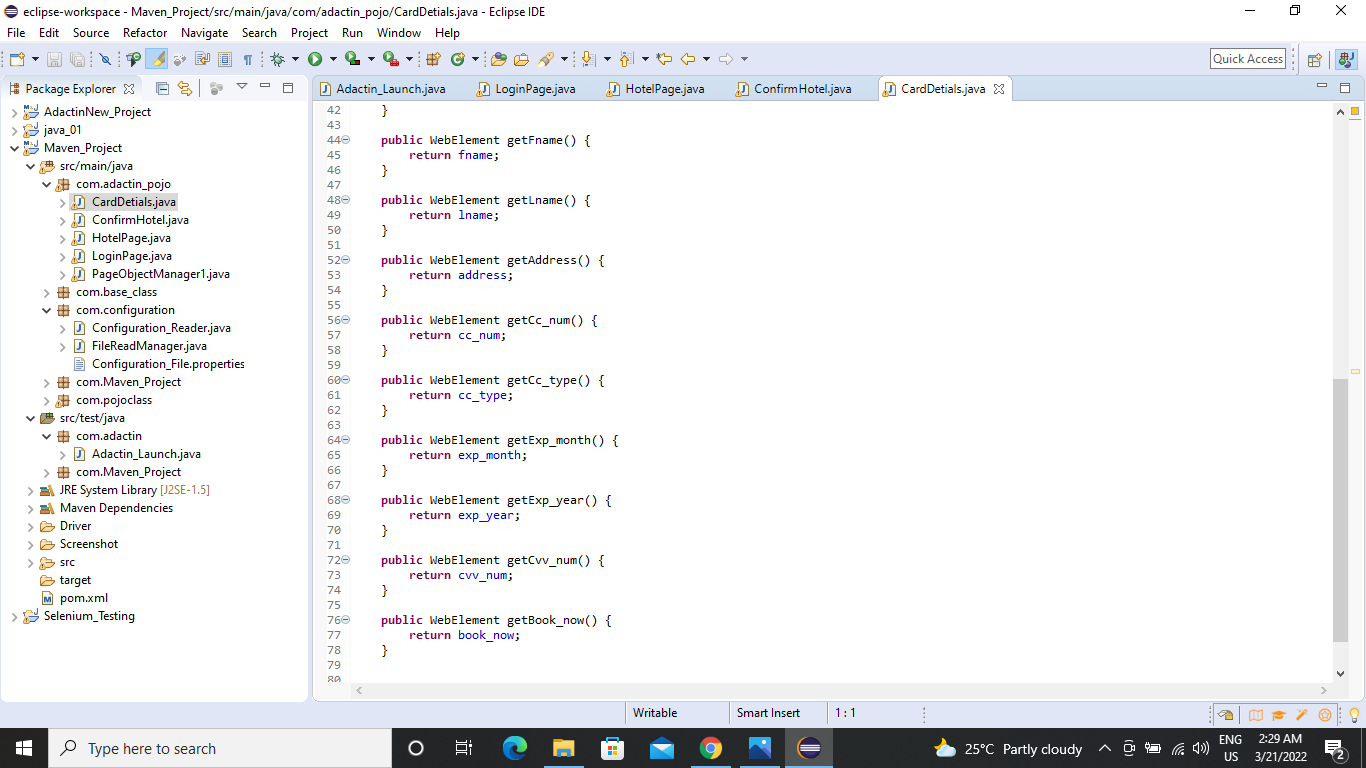 eclipse-workspace - Maven_Project/src/main/java/com/adactin_pojo/CardDetials.java - Eclipse IDE
File Edit Source Refactor Navigate Search Project Run Window Help
Quick Access
Package Explorer
AdactinNew_Project
java_01
Maven_Project
src/main/java
com.adactin_pojo
CardDetials.java
ConfirmHotel.java
HotelPage.java
LoginPage.java
PageObjectManager1.java
com.base_class
com.configuration
Configuration_Reader.java
FileReadManager.java
Configuration_File.properties
com.Maven_Project
com.pojoclass
src/test/java
com.adactin
Adactin_Launch.java
com.Maven_Project
JRE System Library [J2SE-1.5]
Maven Dependencies
Driver
Screenshot
src
target
pom.xml
Selenium_Testing
Adactin_Launch.java LoginPage.java HotelPage.java ConfirmHotel.java CardDetials.java
42 }
43
44 public WebElement getFname() {
45 return fname;
46 }
47
48 public WebElement getLname() {
49 return lname;
50 }
51
52 public WebElement getAddress() {
53 return address;
54 }
55
56 public WebElement getCc_num() {
57 return cc_num;
58 }
59
60 public WebElement getCc_type() {
61 return cc_type;
62 }
63
64 public WebElement getExp_month() {
65 return exp_month;
66 }
67
68 public WebElement getExp_year() {
69 return exp_year;
70 }
71
72 public WebElement getCvv_num() {
73 return cvv_num;
74 }
75
76 public WebElement getBook_now() {
77 return book_now;
78 }
79
80
Writable Smart Insert 1 : 1
Type here to search
25°C Partly cloudy
ENG
US
2:29 AM
3/21/2022
2